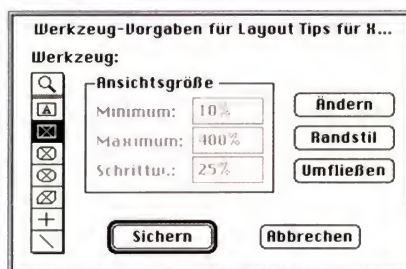 Werkzeug-Vorgaben für Layout Tips für X...
Werkzeug:
Ansichtsgröße
Minimum: 10%
Maximum: 400%
Schrittw.: 25%
Ändern
Randstil
Umfließen
Sichern
Abbrechen